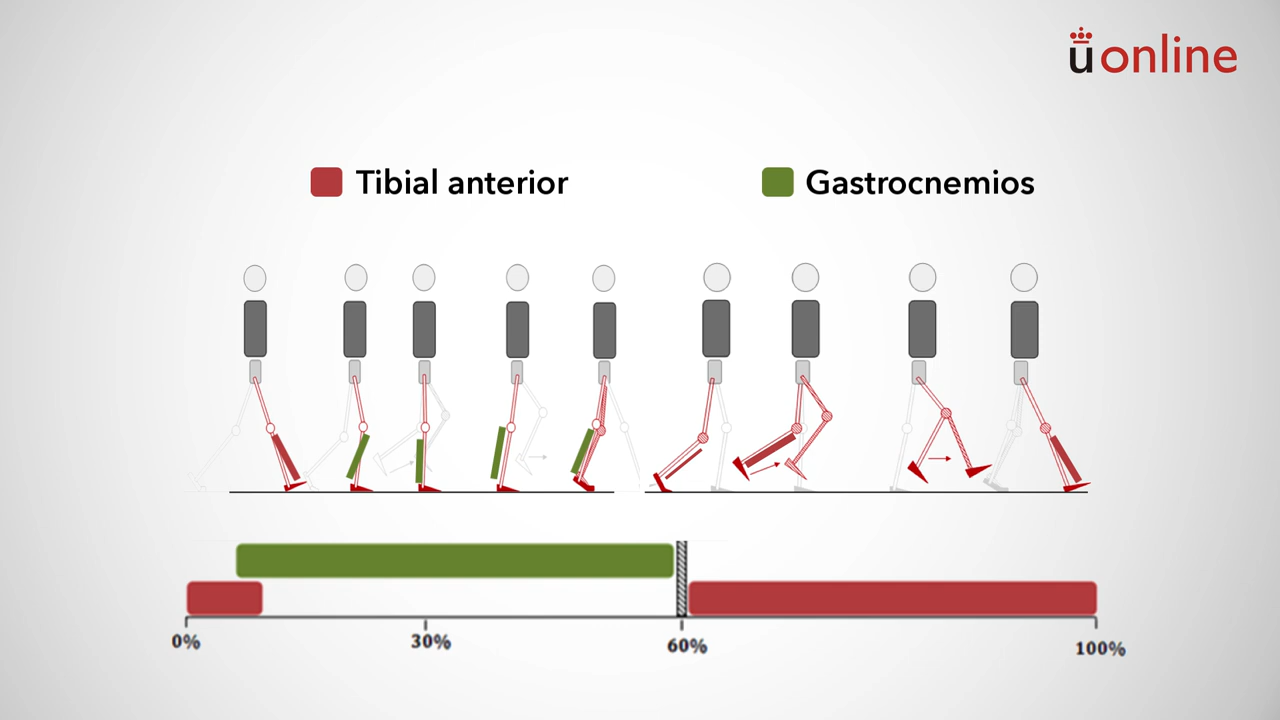 ü online
Tibial anterior
Gastrocnemios
0%
30%
60%
100%